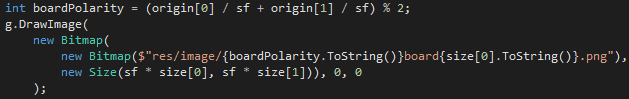 int boardPolarity = (origin[0] / sf + origin[1] / sf) % 2;
g.DrawImage(
new Bitmap(
new Bitmap($"res/image/{boardPolarity.ToString()}board{size[0].ToString()}.png"),
new Size(sf * size[0], sf * size[1])), 0, 0
);